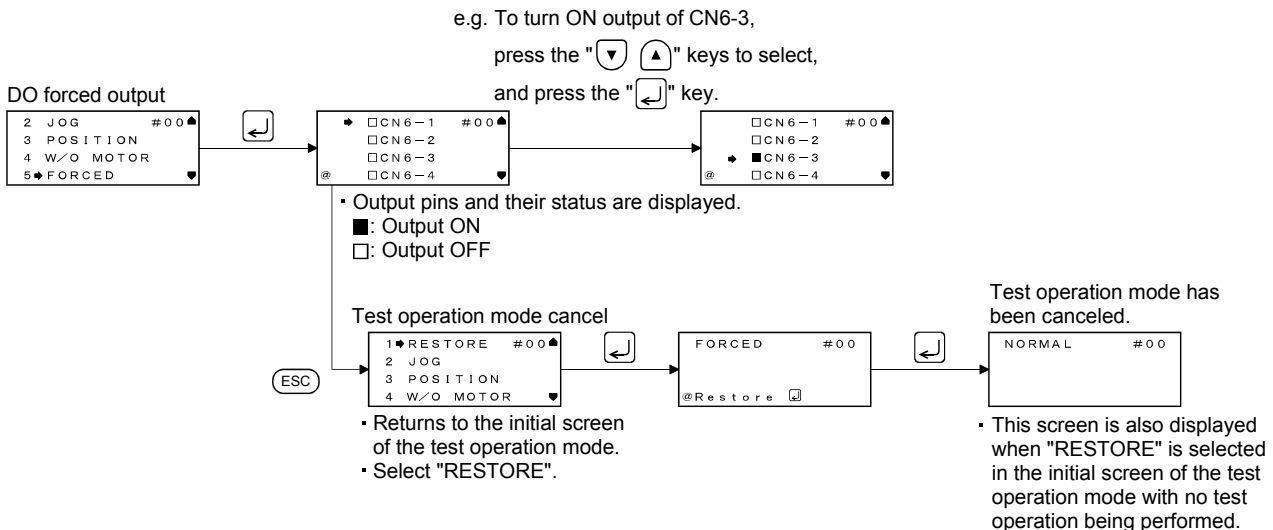 e.g. To turn ON output of CN6-3,
press the "▼ ▲" keys to select,
and press the "↵" key.
DO forced output
2 JOG #00▲
3 POSITION
4 W/O MOTOR
5➧FORCED ▼
↵
➧ □CN6-1 #00▲
□CN6-2
□CN6-3
@ □CN6-4 ▼
□CN6-1 #00▲
□CN6-2
➧ ■CN6-3
@ □CN6-4 ▼
▪ Output pins and their status are displayed.
■: Output ON
□: Output OFF
Test operation mode cancel
1➧RESTORE #00▲
2 JOG
3 POSITION
4 W/O MOTOR ▼
ESC
↵
▪ Returns to the initial screen
of the test operation mode.
▪ Select "RESTORE".
FORCED #00
@Restore ↵
↵
Test operation mode has
been canceled.
NORMAL #00
▪ This screen is also displayed
when "RESTORE" is selected
in the initial screen of the test
operation mode with no test
operation being performed.